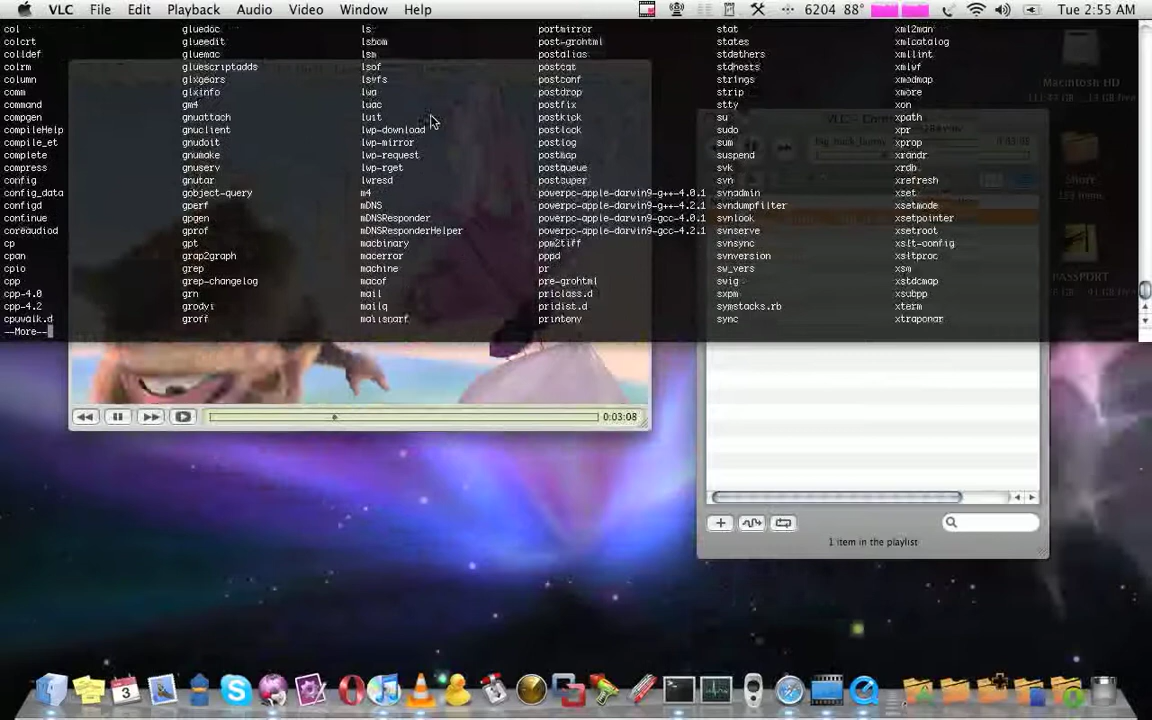 VLC File Edit Playback Audio Video Window Help 6204 88° Tue 2:55 AM
col gluedoc ls portmirror stat xml2man
colcrt glueedit lsbom post-grohtml states xmlcatalog
colldef gluemac lsm postalias stdethers xmllint
colrm gluescriptadds lsof postcat stdhosts xmlwf
column glxgears lsvfs postconf strings xmodmap
comm glxinfo lwa postdrop strip xmore
command gm4 luac postfix stty xon
compgen gnuattach luit postkick su xpath
compileHelp gnuclient lwp-download postlock sudo xpr
compile_et gnudoit lwp-mirror postlog sum xprop
complete gnumake lwp-request postmap suspend xrandr
compress gnuserv lwp-rget postqueue svk xrdb
config gnutar lwresd postsuper svn xrefresh
config_data gobject-query m4 powerpc-apple-darwin9-g++-4.0.1 svnadmin xset
configd gperf mDNS powerpc-apple-darwin9-g++-4.2.1 svndumpfilter xsetmode
continue gpgen mDNSResponder powerpc-apple-darwin9-gcc-4.0.1 svnlook xsetpointer
coreaudiod gprof mDNSResponderHelper powerpc-apple-darwin9-gcc-4.2.1 svnserve xsetroot
cp gpt macbinary ppm2tiff svnsync xslt-config
cpan grap2graph macerror pppd svnversion xsltproc
cpio grep machine pr sw_vers xsm
cpp grep-changelog macof pre-grohtml swig xstdcmap
cpp-4.0 grn mail priclass.d sxpm xsubpp
cpp-4.2 grodvi mailq pridist.d symstacks.rb xterm
cpuwalk.d groff mailsnarf printenv sync xtraponar
--More--
Macintosh HD
Short
PASSPORT
0:03:08
0:03:08
1 item in the playlist
3